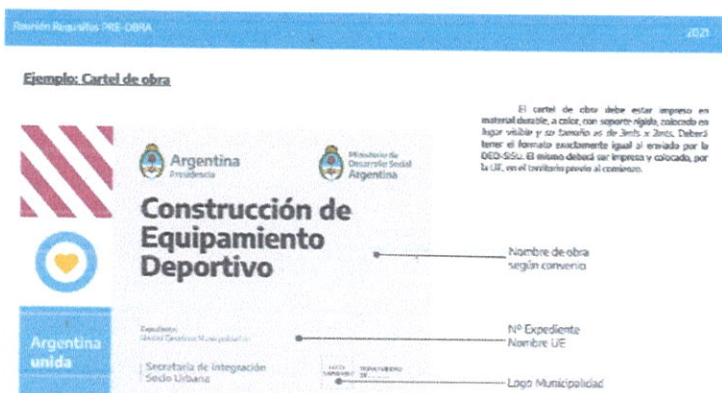 Reunión Requisitos PRE-OBRA
2021
Ejemplo: Cartel de obra
El cartel de obra debe estar impreso en
material durable, a color, con soporte rígido, colocado en
lugar visible y su tamaño es de 3mts x 2mts. Deberá
tener el formato exactamente igual al enviado por la
DED-SISU. El mismo deberá ser impreso y colocado, por
la UE, en el territorio previo al comienzo.
Argentina
Presidencia
Ministerio de
Desarrollo Social
Argentina
Construcción de
Equipamiento
Deportivo
Nombre de obra
según convenio
Expediente:
Unidad Ejecutora: Municipalidad
Nº Expediente
Nombre UE
Argentina
unida
Secretaría de Integración
Socio Urbana
Logo Municipalidad